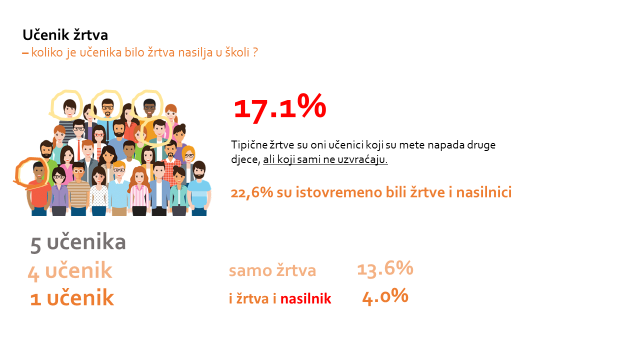 Učenik žrtva
– koliko je učenika bilo žrtva nasilja u školi ?
17.1%
Tipične žrtve su oni učenici koji su mete napada druge
djece, ali koji sami ne uzvraćaju.
22,6% su istovremeno bili žrtve i nasilnici
5 učenika
4 učenik
samo žrtva
13.6%
1 učenik
i žrtva i nasilnik
4.0%